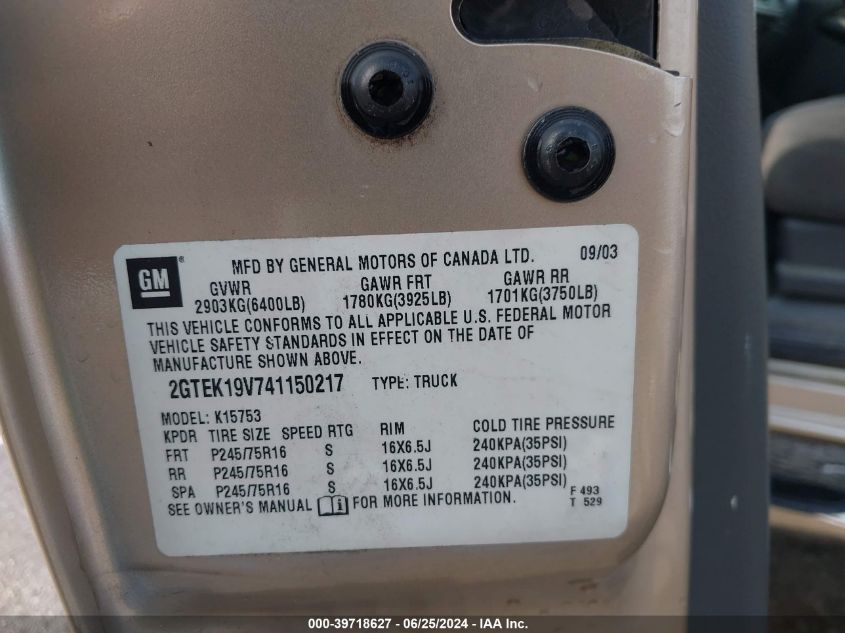 GM®
MFD BY GENERAL MOTORS OF CANADA LTD. 09/03
GVWR GAWR FRT GAWR RR
2903KG(6400LB) 1780KG(3925LB) 1701KG(3750LB)
THIS VEHICLE CONFORMS TO ALL APPLICABLE U.S. FEDERAL MOTOR
VEHICLE SAFETY STANDARDS IN EFFECT ON THE DATE OF
MANUFACTURE SHOWN ABOVE.
2GTEK19V741150217 TYPE: TRUCK
MODEL: K15753
KPDR TIRE SIZE SPEED RTG RIM COLD TIRE PRESSURE
FRT P245/75R16 S 16X6.5J 240KPA(35PSI)
RR P245/75R16 S 16X6.5J 240KPA(35PSI)
SPA P245/75R16 S 16X6.5J 240KPA(35PSI)
SEE OWNER'S MANUAL i FOR MORE INFORMATION.
F 493
T 529
000-39718627 - 06/25/2024 - IAA Inc.